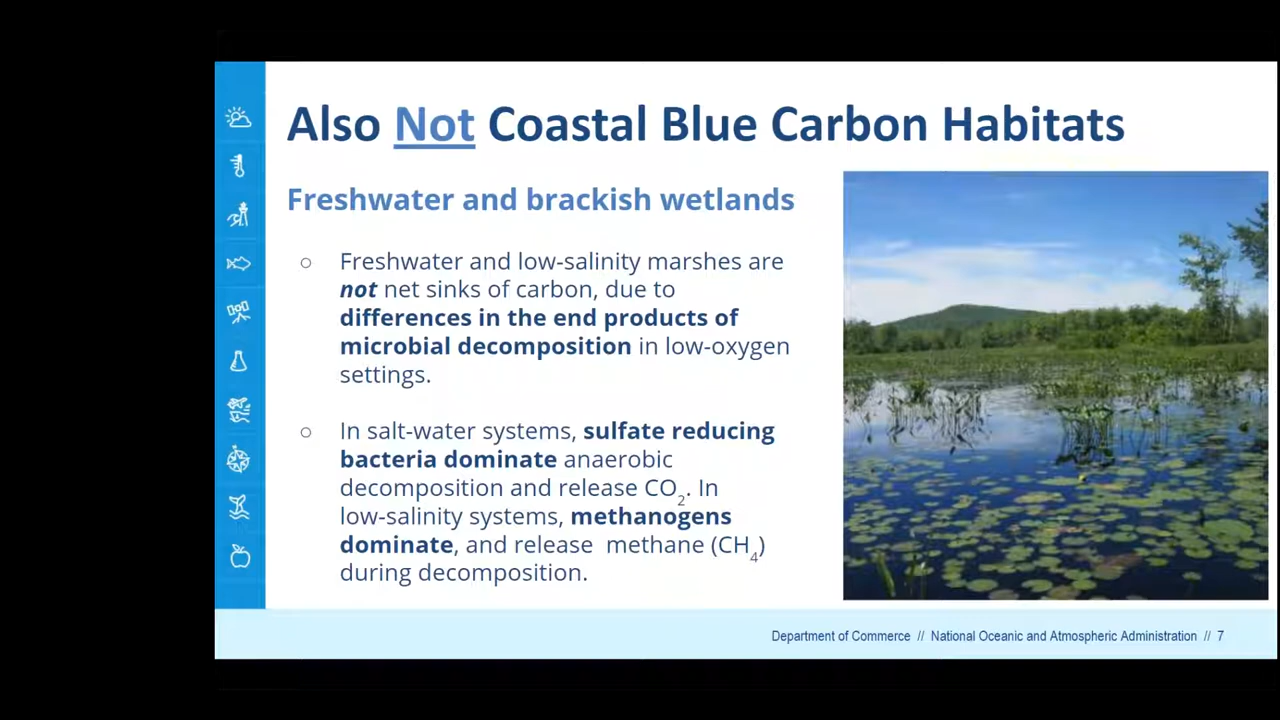 Also Not Coastal Blue Carbon Habitats
Freshwater and brackish wetlands
○ Freshwater and low-salinity marshes are
not net sinks of carbon, due to
differences in the end products of
microbial decomposition in low-oxygen
settings.
○ In salt-water systems, sulfate reducing
bacteria dominate anaerobic
decomposition and release CO₂. In
low-salinity systems, methanogens
dominate, and release methane (CH₄)
during decomposition.
Department of Commerce // National Oceanic and Atmospheric Administration // 7